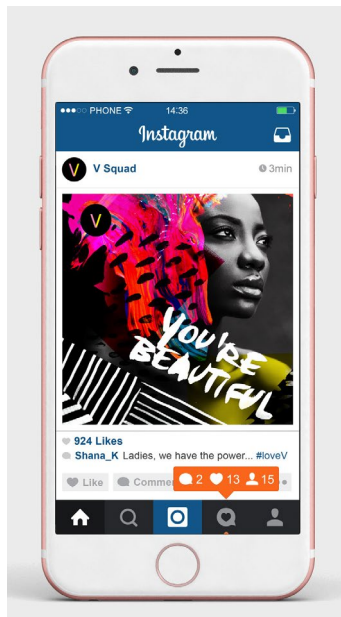 PHONE 14:36
Instagram
V V Squad 3min
V
YOU'RE
BEAUTIFUL
924 Likes
Shana_K Ladies, we have the power... #loveV
Like Comme 2 13 15